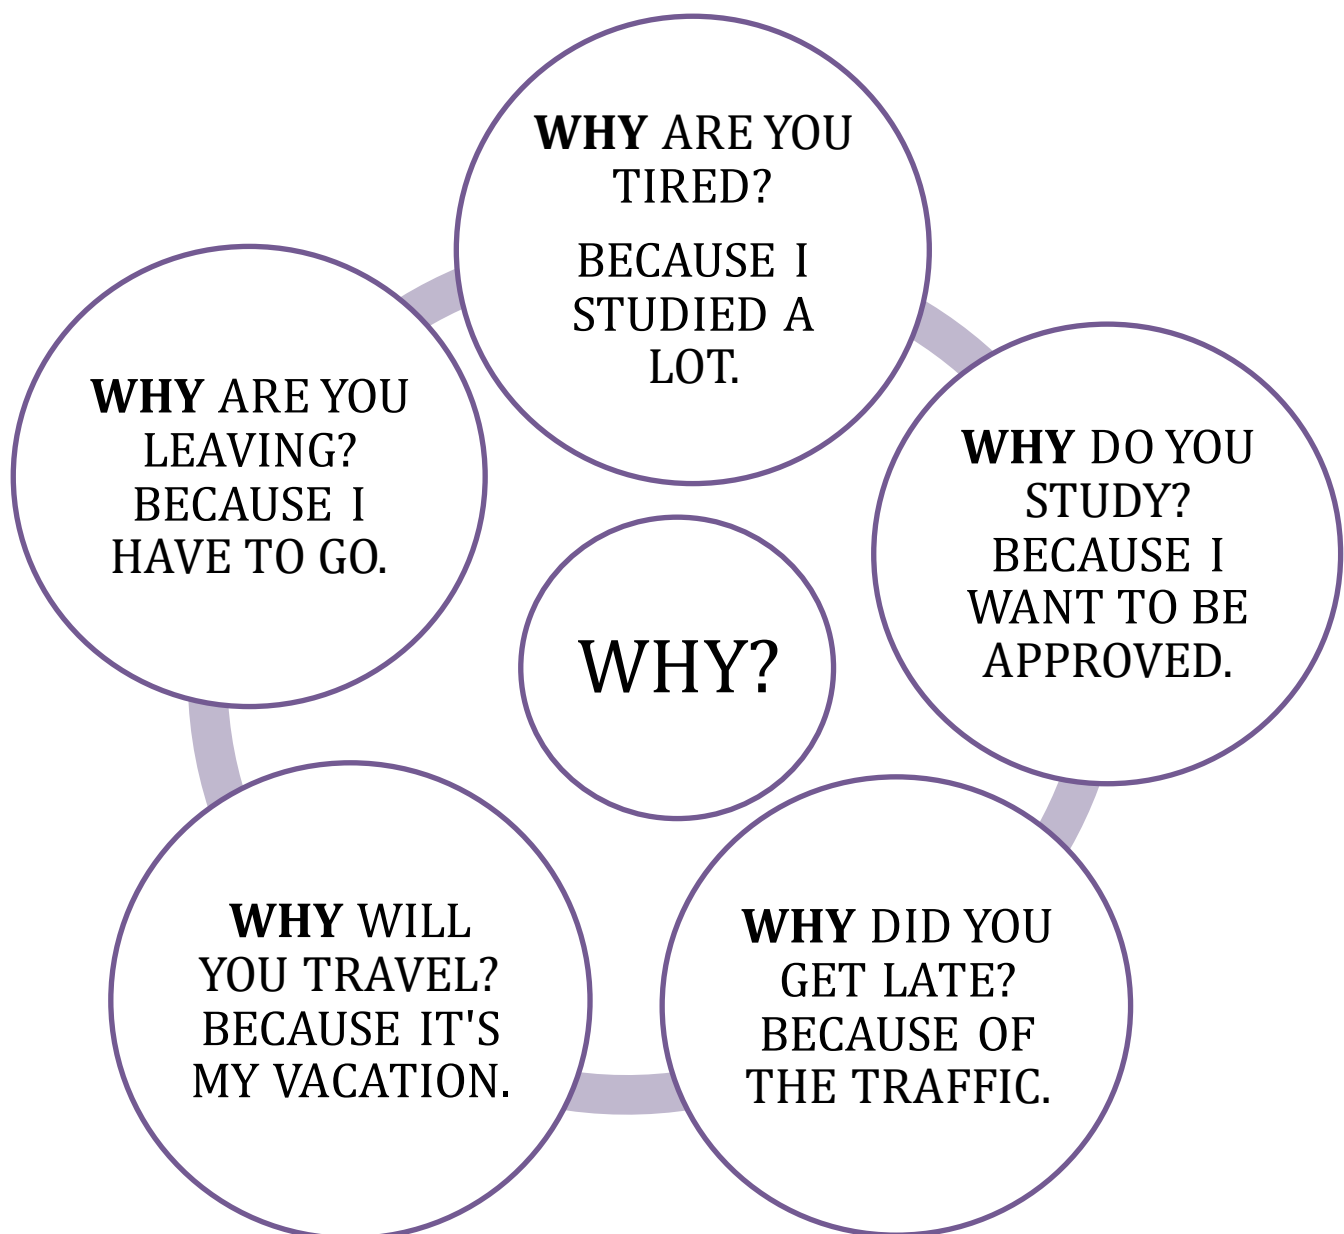 WHY ARE YOU
TIRED?
BECAUSE I
STUDIED A
LOT.
WHY DO YOU
STUDY?
BECAUSE I
WANT TO BE
APPROVED.
WHY DID YOU
GET LATE?
BECAUSE OF
THE TRAFFIC.
WHY WILL
YOU TRAVEL?
BECAUSE IT'S
MY VACATION.
WHY ARE YOU
LEAVING?
BECAUSE I
HAVE TO GO.
WHY?